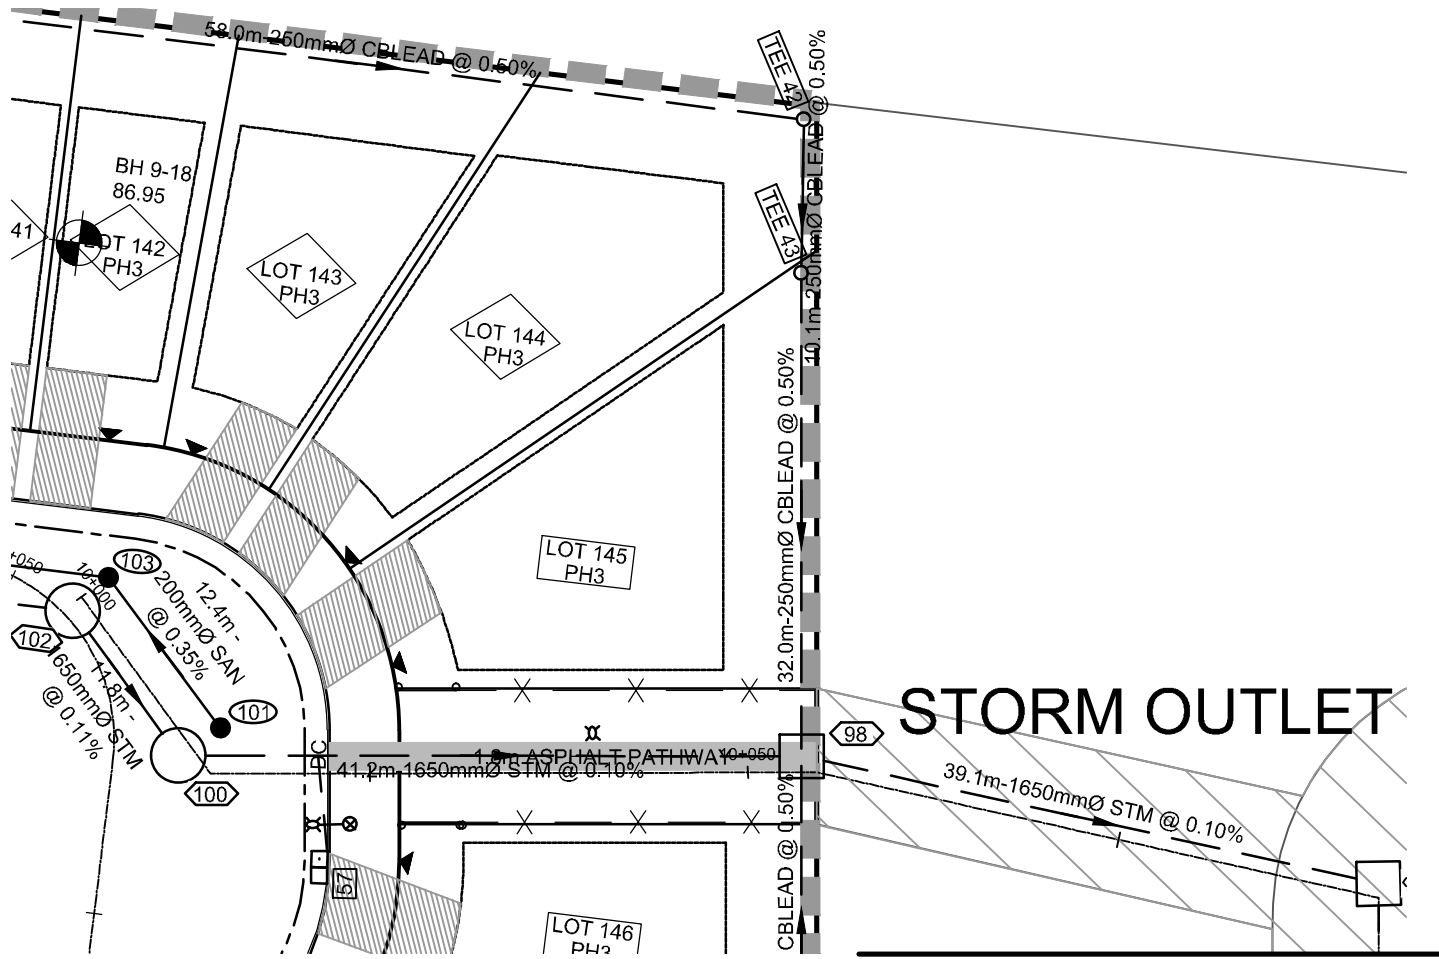 58.0m-250mmØ CBLEAD @ 0.50%
TEE 42
10.1m-250mmØ CBLEAD @ 0.50%
BH 9-18
86.95
TEE 43
41
LOT 142
PH3
LOT 143
PH3
LOT 144
PH3
32.0m-250mmØ CBLEAD @ 0.50%
LOT 145
PH3
+050
10+000
103
12.4m -
200mmØ SAN
@ 0.35%
102
11.8m -
1650mmØ STM
@ 0.11%
101
100
DC
1.8m ASPHALT PATHWAY
10+050
41.2m-1650mmØ STM @ 0.10%
98
STORM OUTLET
39.1m-1650mmØ STM @ 0.10%
57
CBLEAD @ 0.50%
LOT 146
PH3